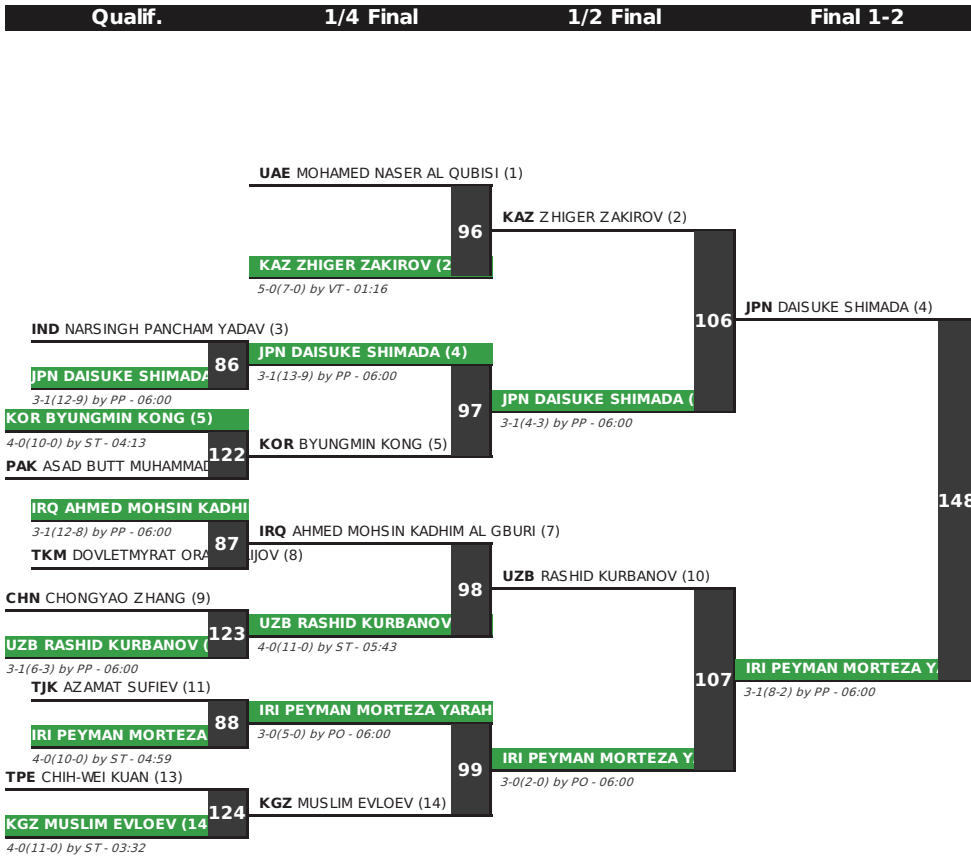 Qualif. 1/4 Final 1/2 Final Final 1-2
UAE MOHAMED NASER AL QUBISI (1)
96
KAZ ZHIGER ZAKIROV (2
5-0(7-0) by VT - 01:16
KAZ ZHIGER ZAKIROV (2)
106
JPN DAISUKE SHIMADA (4)
IND NARSINGH PANCHAM YADAV (3)
86
JPN DAISUKE SHIMADA
3-1(12-9) by PP - 06:00
JPN DAISUKE SHIMADA (4)
3-1(13-9) by PP - 06:00
97
JPN DAISUKE SHIMADA (
3-1(4-3) by PP - 06:00
KOR BYUNGMIN KONG (5)
4-0(10-0) by ST - 04:13
122
PAK ASAD BUTT MUHAMMAD
KOR BYUNGMIN KONG (5)
148
IRQ AHMED MOHSIN KADHI
3-1(12-8) by PP - 06:00
87
TKM DOVLETMYRAT ORA IJOV (8)
IRQ AHMED MOHSIN KADHIM AL GBURI (7)
98
UZB RASHID KURBANOV (10)
CHN CHONGYAO ZHANG (9)
123
UZB RASHID KURBANOV (
3-1(6-3) by PP - 06:00
UZB RASHID KURBANOV
4-0(11-0) by ST - 05:43
107
IRI PEYMAN MORTEZA YA
3-1(8-2) by PP - 06:00
TJK AZAMAT SUFIEV (11)
88
IRI PEYMAN MORTEZA
4-0(10-0) by ST - 04:59
IRI PEYMAN MORTEZA YARAH
3-0(5-0) by PO - 06:00
99
IRI PEYMAN MORTEZA YA
3-0(2-0) by PO - 06:00
TPE CHIH-WEI KUAN (13)
124
KGZ MUSLIM EVLOEV (14
4-0(11-0) by ST - 03:32
KGZ MUSLIM EVLOEV (14)